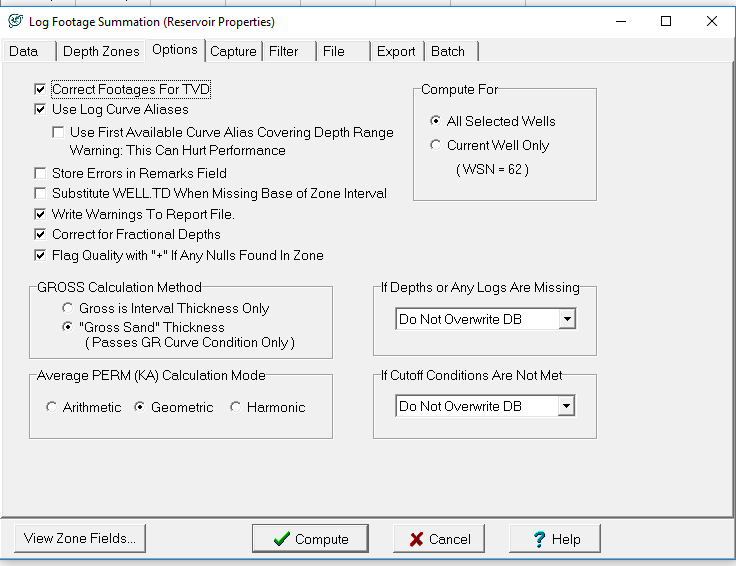 Log Footage Summation (Reservoir Properties)
Data Depth Zones Options Capture Filter File Export Batch
Correct Footages For TVD
Use Log Curve Aliases
Use First Available Curve Alias Covering Depth Range
Warning: This Can Hurt Performance
Store Errors in Remarks Field
Substitute WELL.TD When Missing Base of Zone Interval
Write Warnings To Report File.
Correct for Fractional Depths
Flag Quality with "+" If Any Nulls Found In Zone
Compute For
All Selected Wells
Current Well Only
( WSN = 62 )
GROSS Calculation Method
Gross is Interval Thickness Only
"Gross Sand" Thickness
( Passes GR Curve Condition Only )
If Depths or Any Logs Are Missing
Do Not Overwrite DB
Average PERM (KA) Calculation Mode
Arithmetic Geometric Harmonic
If Cutoff Conditions Are Not Met
Do Not Overwrite DB
View Zone Fields... Compute Cancel ? Help